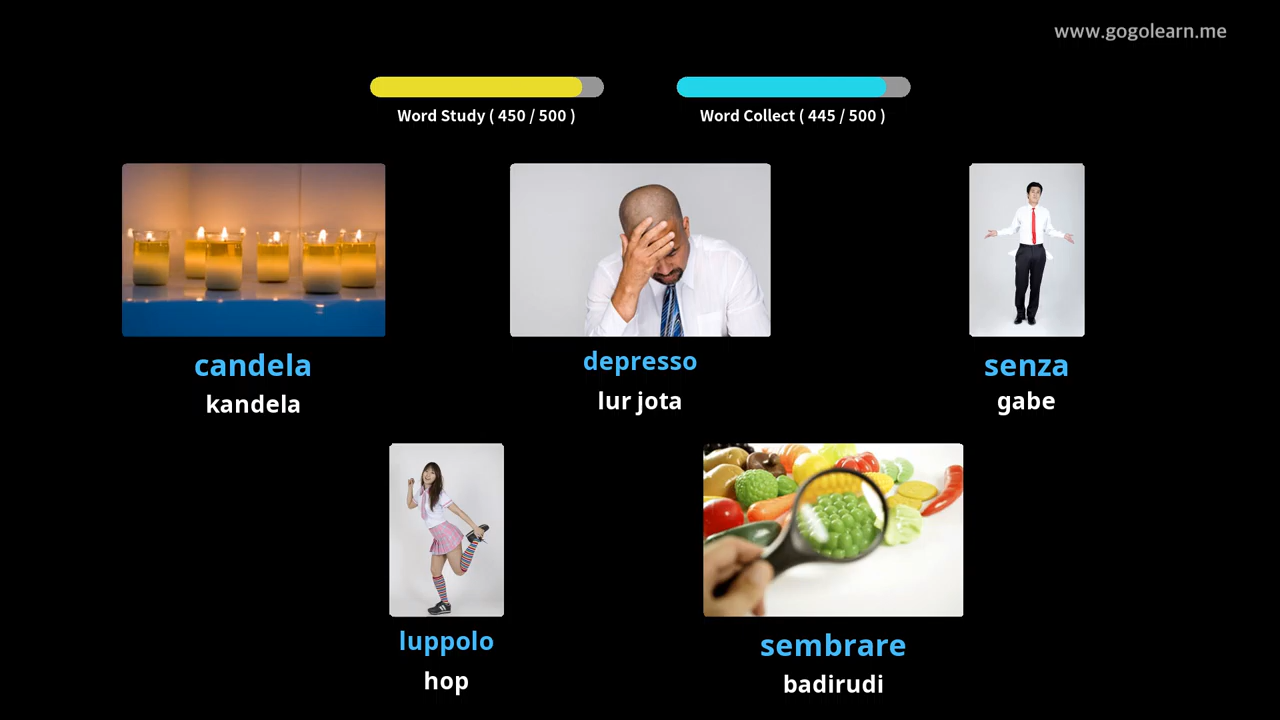 www.gogolearn.me
Word Study ( 450 / 500 )
Word Collect ( 445 / 500 )
candela
kandela
depresso
lur jota
senza
gabe
luppolo
hop
sembrare
badirudi